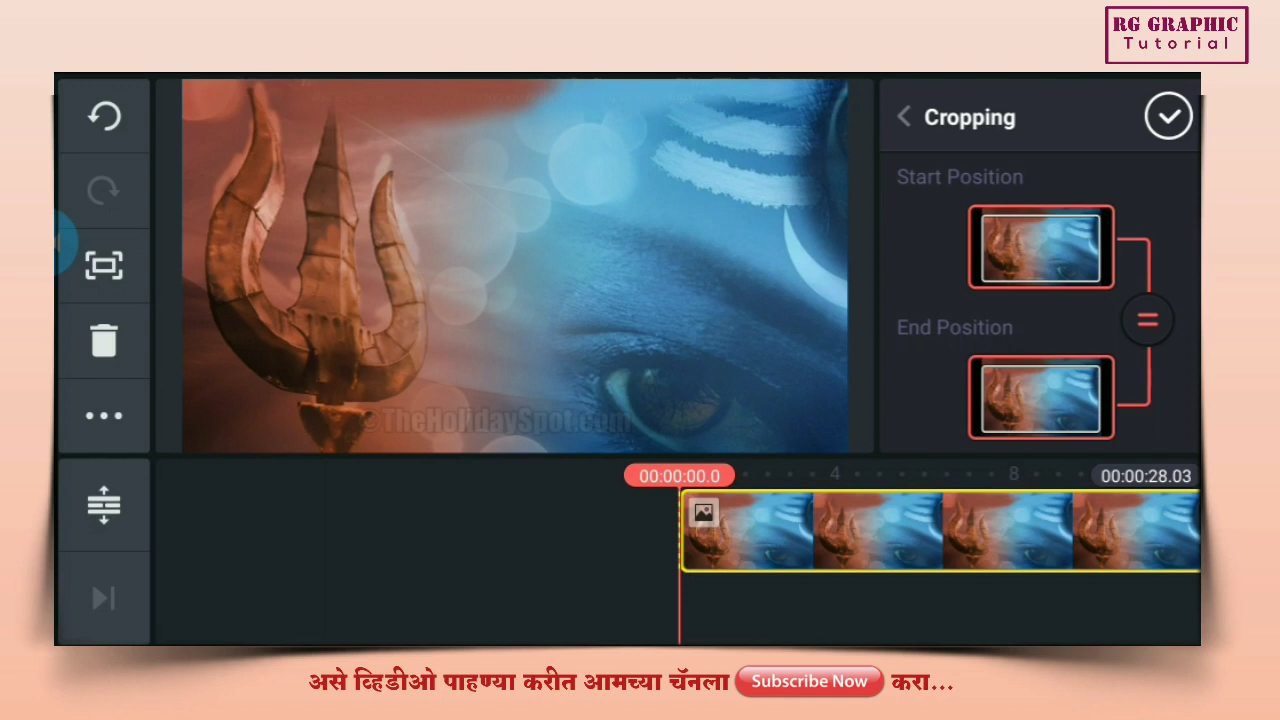 RG GRAPHIC
Tutorial
Cropping
Start Position
End Position
©TheHolidaySpot.com
00:00:00.0
4
8
00:00:28.03
असे व्हिडीओ पाहण्या करीत आमच्या चॅनला Subscribe Now करा...